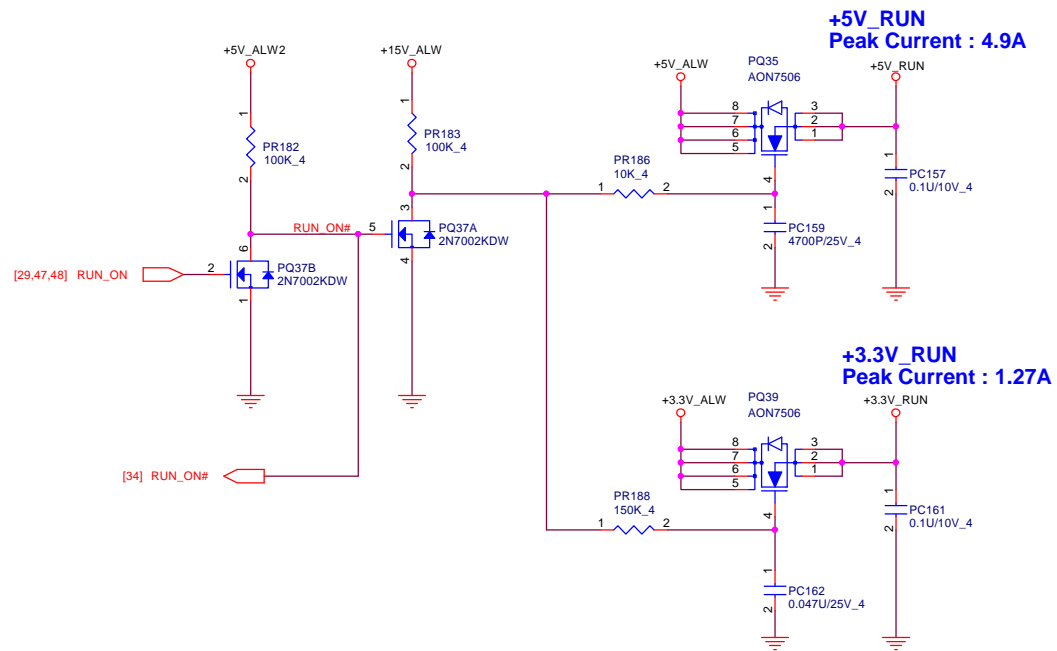 +5V_RUN
Peak Current : 4.9A
+5V_ALW2
+15V_ALW
+5V_ALW
PQ35
AON7506
+5V_RUN
1
PR182
100K_4
2
1
PR183
100K_4
2
8
7
6
5
3
2
1
4
PR186
10K_4
1
2
1
PC157
0.1U/10V_4
2
1
PC159
4700P/25V_4
2
RUN_ON#
5
3
PQ37A
2N7002KDW
4
[29,47,48] RUN_ON
2
6
PQ37B
2N7002KDW
1
+3.3V_RUN
Peak Current : 1.27A
+3.3V_ALW
PQ39
AON7506
+3.3V_RUN
8
7
6
5
3
2
1
4
[34] RUN_ON#
PR188
150K_4
1
2
1
PC161
0.1U/10V_4
2
1
PC162
0.047U/25V_4
2